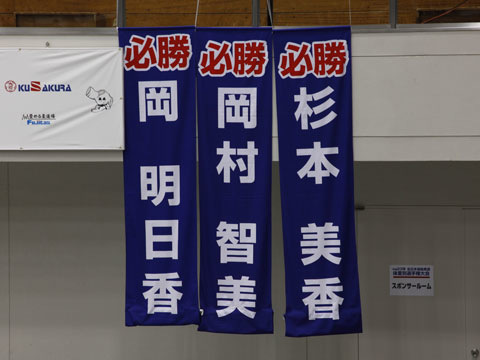 必勝
岡 明日香
必勝
岡村 智美
必勝
杉本 美香
KUSAKURA
Fujitas
スポンサールーム